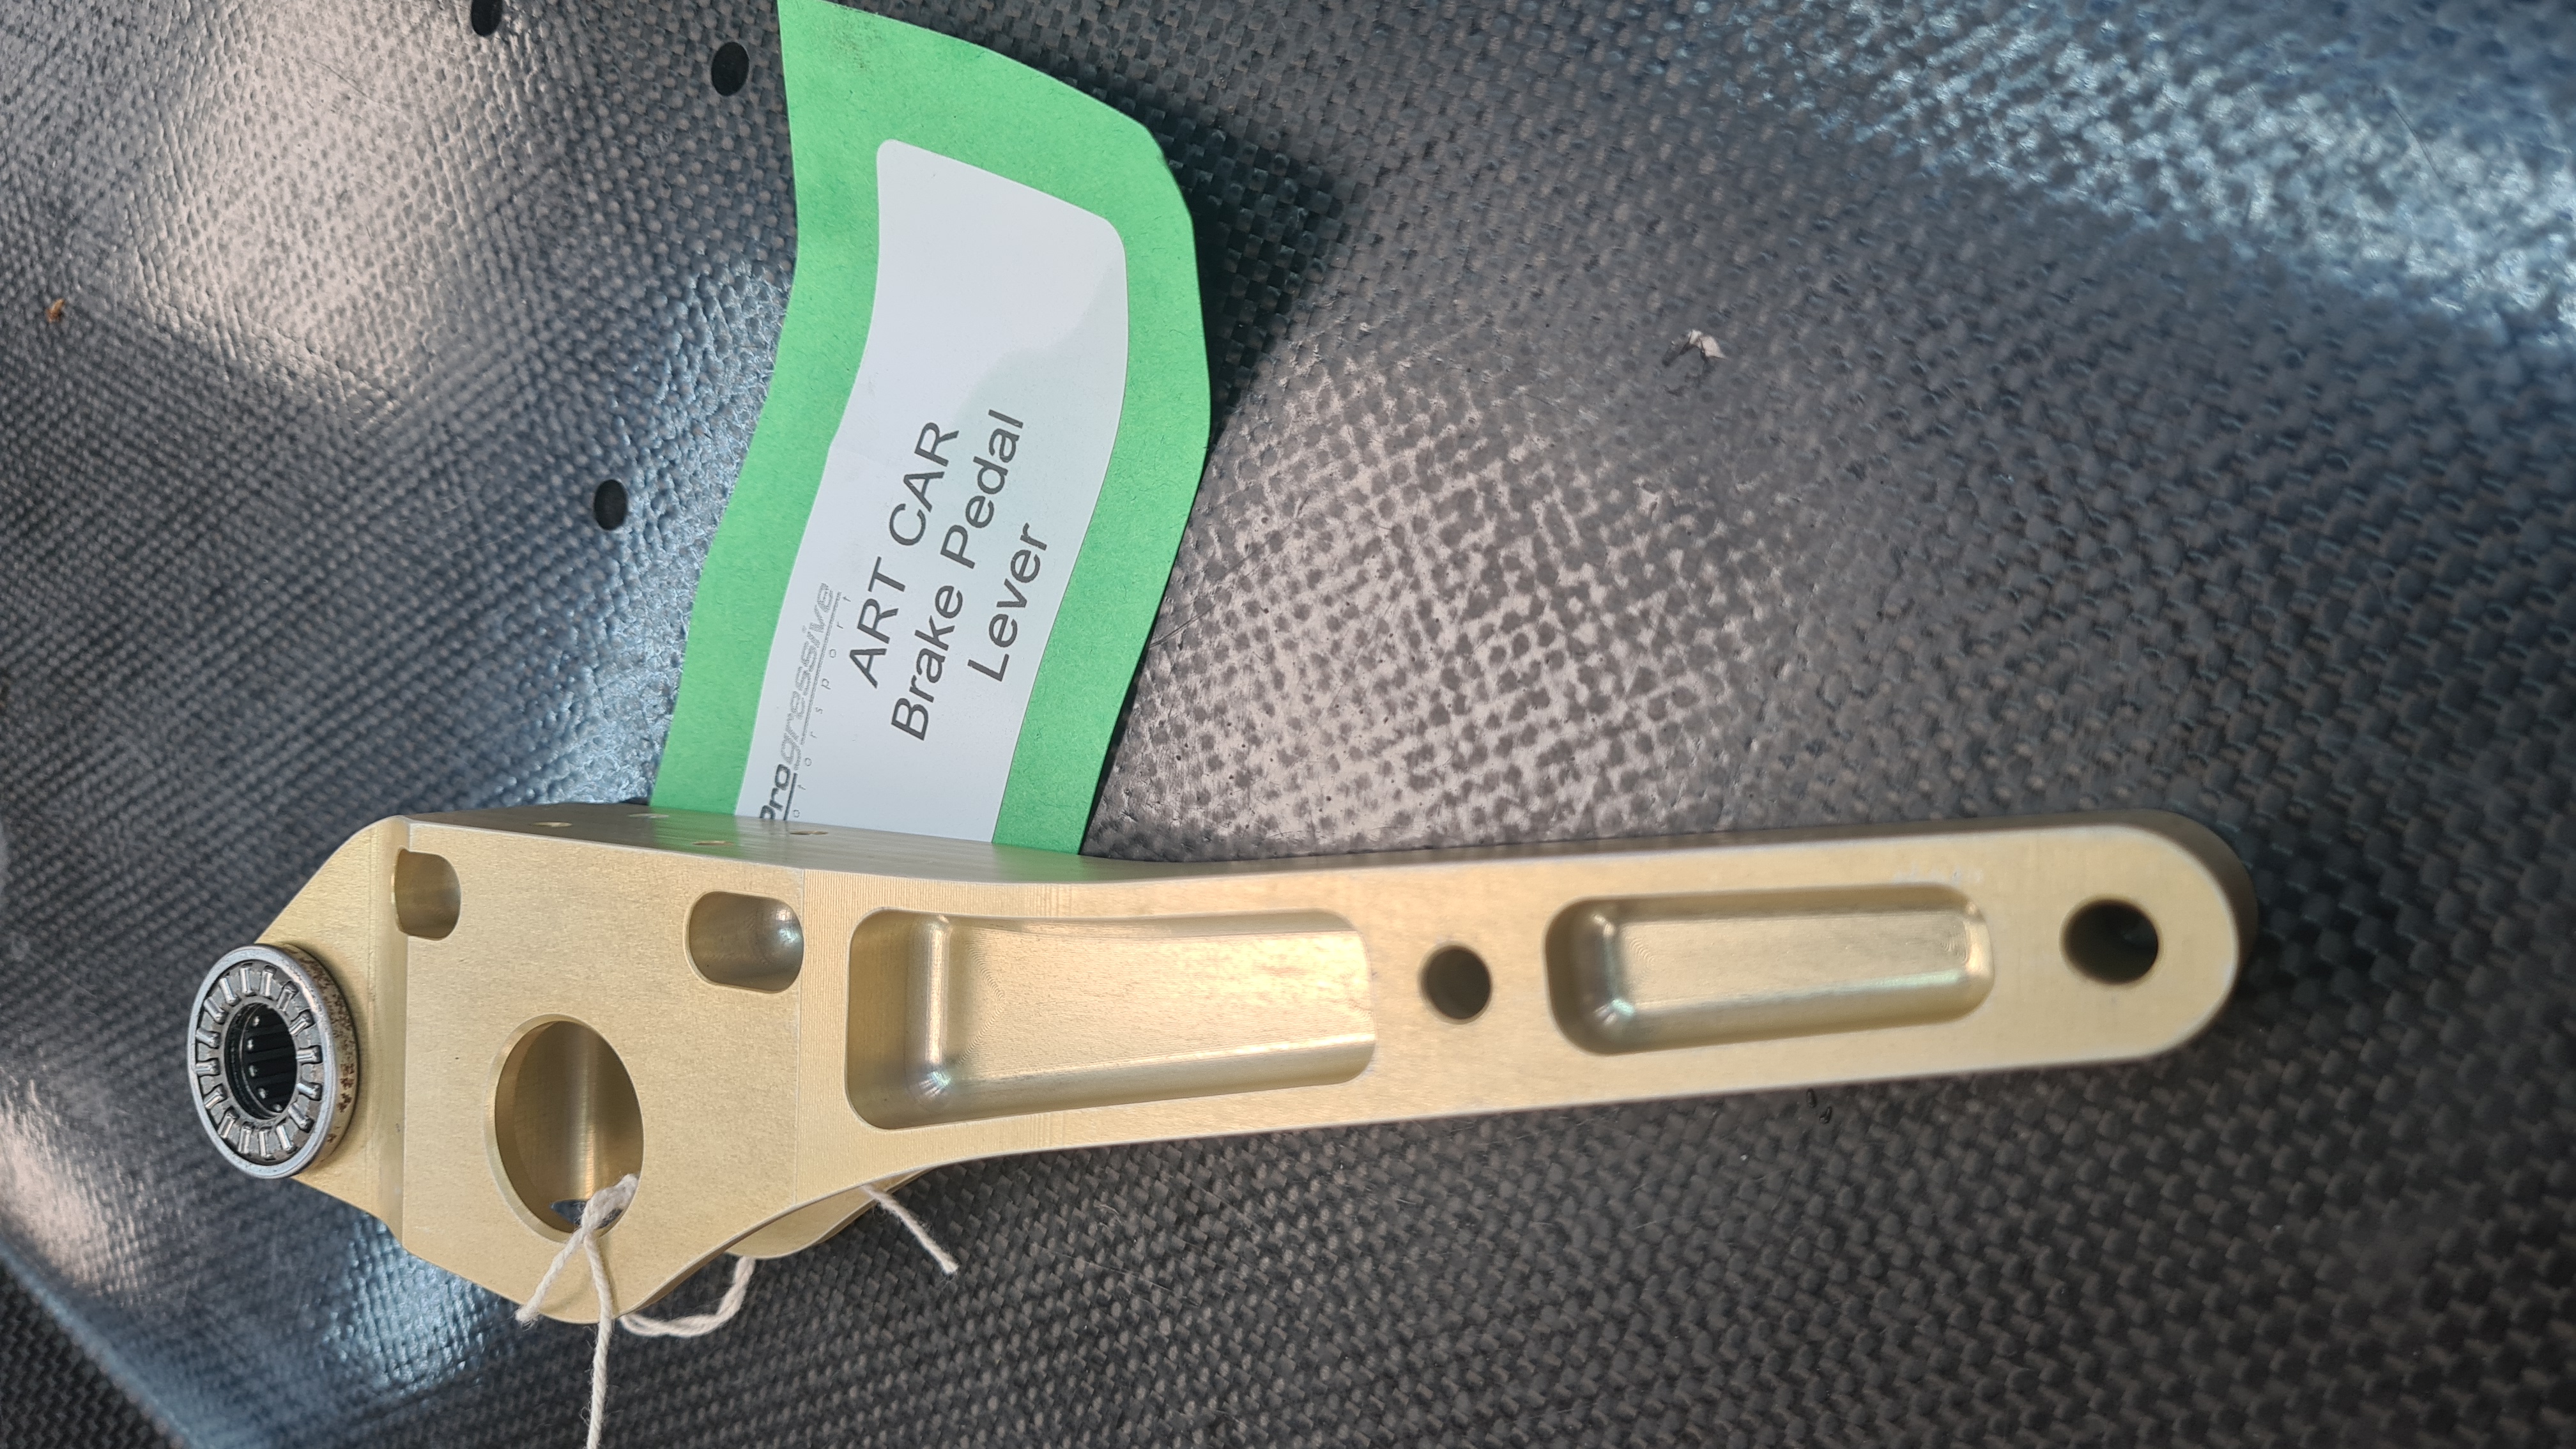 Progressive
motorsport
ART CAR
Brake Pedal
Lever